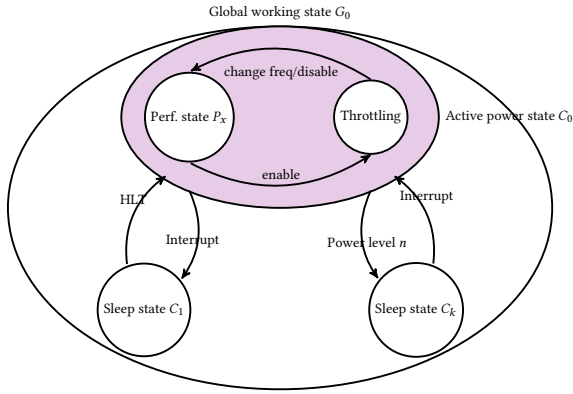 Global working state G₀
change freq/disable
Perf. state Pₓ
Throttling
Active power state C₀
enable
HLT
Interrupt
Interrupt
Power level n
Sleep state C₁
Sleep state Cₖ